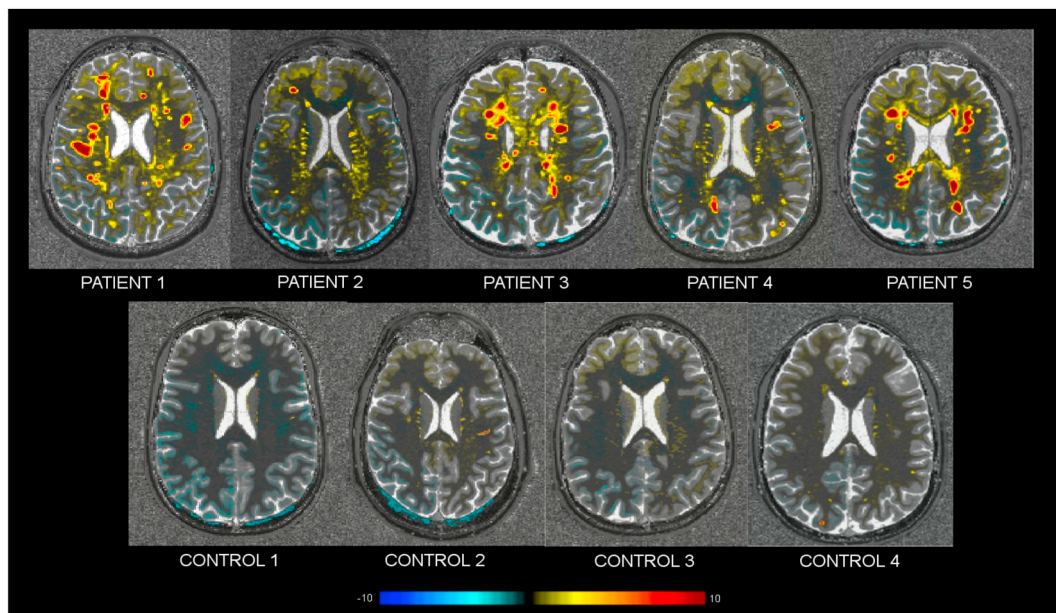 PATIENT 1 PATIENT 2 PATIENT 3 PATIENT 4 PATIENT 5
CONTROL 1 CONTROL 2 CONTROL 3 CONTROL 4
-10 10